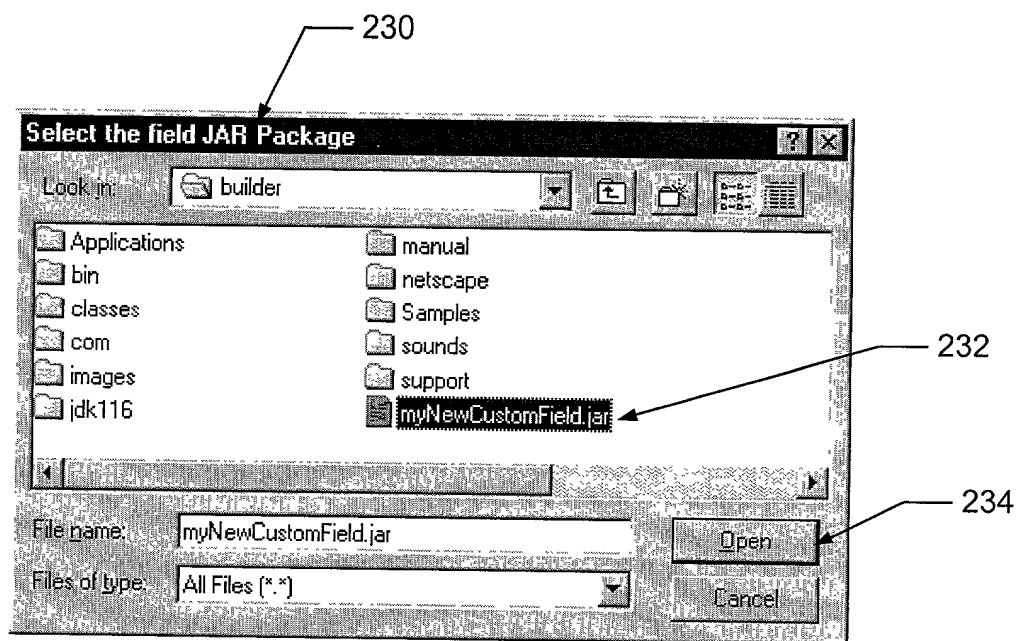 230
Select the field JAR Package
Look in: builder
Applications
bin
classes
com
images
jdk116
manual
netscape
Samples
sounds
support
myNewCustomField.jar
232
File name: myNewCustomField.jar
Open
234
Files of type: All Files (*.*)
Cancel